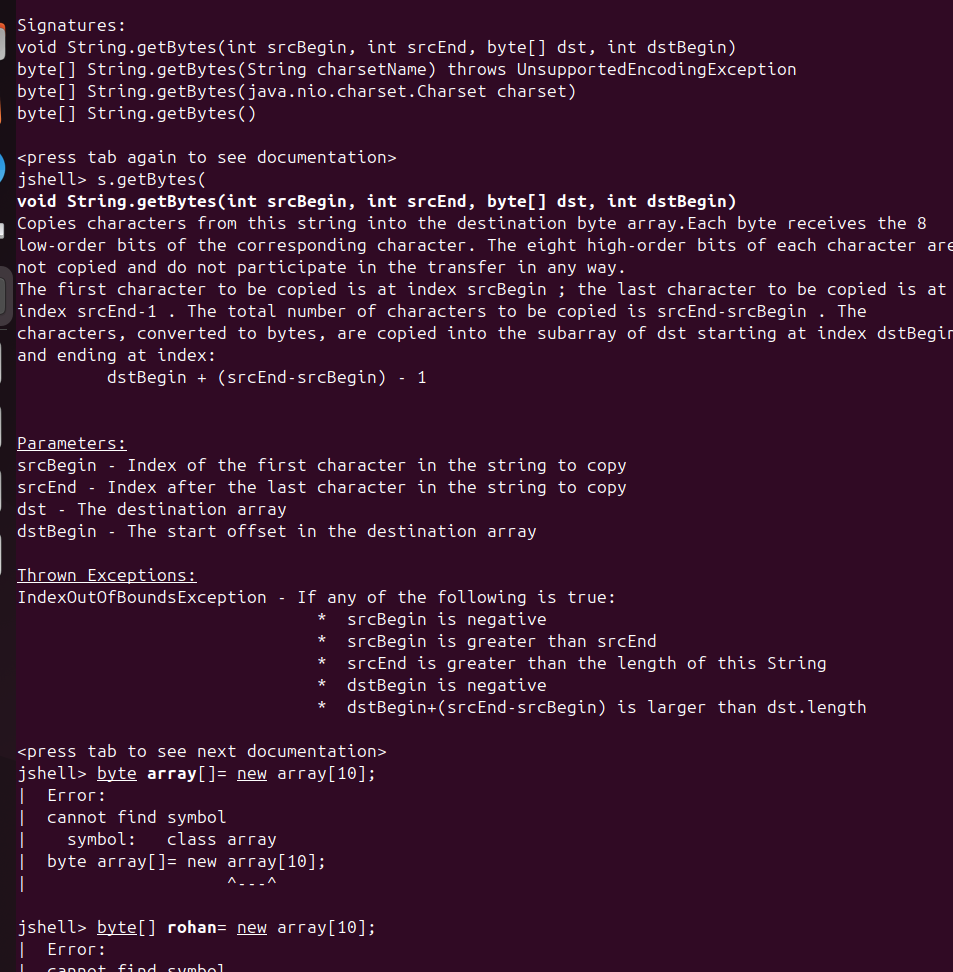 Signatures:
void String.getBytes(int srcBegin, int srcEnd, byte[] dst, int dstBegin)
byte[] String.getBytes(String charsetName) throws UnsupportedEncodingException
byte[] String.getBytes(java.nio.charset.Charset charset)
byte[] String.getBytes()
<press tab again to see documentation>
jshell> s.getBytes(
void String.getBytes(int srcBegin, int srcEnd, byte[] dst, int dstBegin)
Copies characters from this string into the destination byte array.Each byte receives the 8
low-order bits of the corresponding character. The eight high-order bits of each character are
not copied and do not participate in the transfer in any way.
The first character to be copied is at index srcBegin ; the last character to be copied is at
index srcEnd-1 . The total number of characters to be copied is srcEnd-srcBegin . The
characters, converted to bytes, are copied into the subarray of dst starting at index dstBegin
and ending at index:
dstBegin + (srcEnd-srcBegin) - 1
Parameters:
srcBegin - Index of the first character in the string to copy
srcEnd - Index after the last character in the string to copy
dst - The destination array
dstBegin - The start offset in the destination array
Thrown Exceptions:
IndexOutOfBoundsException - If any of the following is true:
* srcBegin is negative
* srcBegin is greater than srcEnd
* srcEnd is greater than the length of this String
* dstBegin is negative
* dstBegin+(srcEnd-srcBegin) is larger than dst.length
<press tab to see next documentation>
jshell> byte array[]= new array[10];
| Error:
| cannot find symbol
| symbol: class array
| byte array[]= new array[10];
| ^---^
jshell> byte[] rohan= new array[10];
| Error:
| cannot find symbol